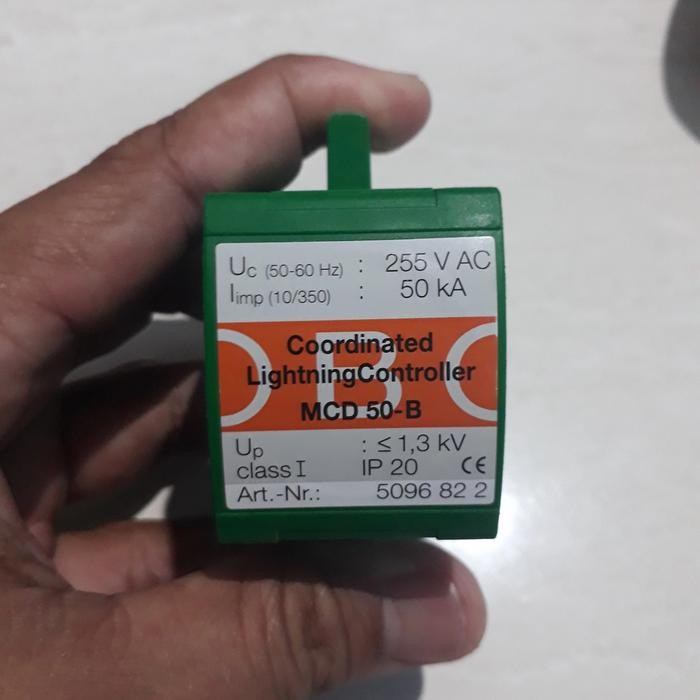 Uc (50-60 Hz) : 255 V AC
Iimp (10/350) : 50 kA
OBO
Coordinated
LightningController
MCD 50-B
Up : ≤ 1,3 kV
class I IP 20 CE
Art.-Nr.: 5096 82 2